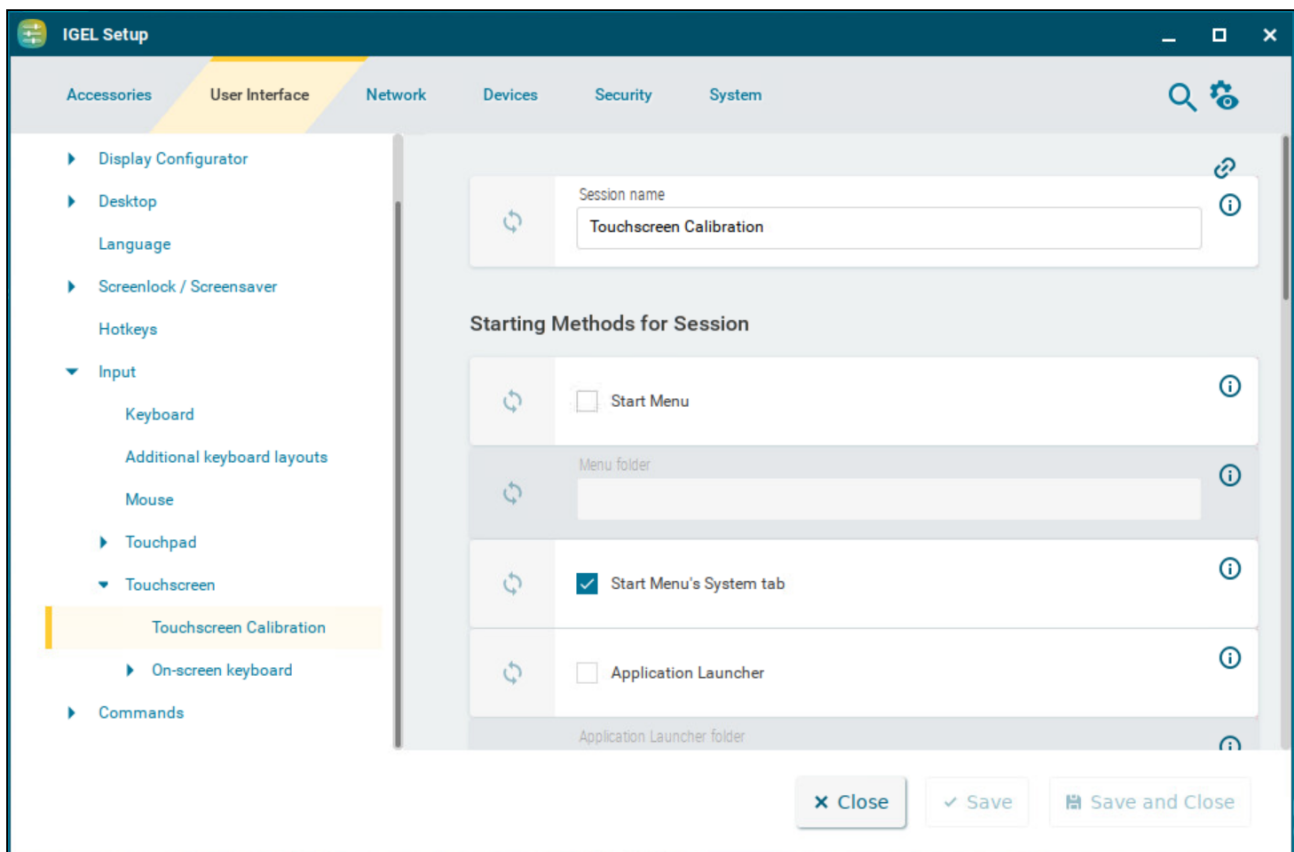 IGEL Setup
Accessories User Interface Network Devices Security System
Display Configurator
Desktop
Language
Screenlock / Screensaver
Hotkeys
Input
Keyboard
Additional keyboard layouts
Mouse
Touchpad
Touchscreen
Touchscreen Calibration
On-screen keyboard
Commands
Session name
Touchscreen Calibration
Starting Methods for Session
Start Menu
Menu folder
Start Menu's System tab
Application Launcher
Application Launcher folder
Close Save Save and Close